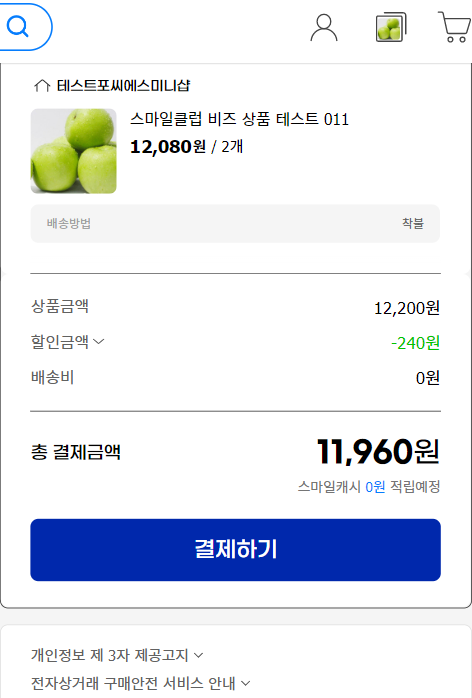 테스트포씨에스미니샵
스마일클럽 비즈 상품 테스트 011
12,080원 / 2개
배송방법 착불
상품금액 12,200원
할인금액 -240원
배송비 0원
총 결제금액 11,960원
스마일캐시 0원 적립예정
결제하기
개인정보 제 3자 제공고지
전자상거래 구매안전 서비스 안내